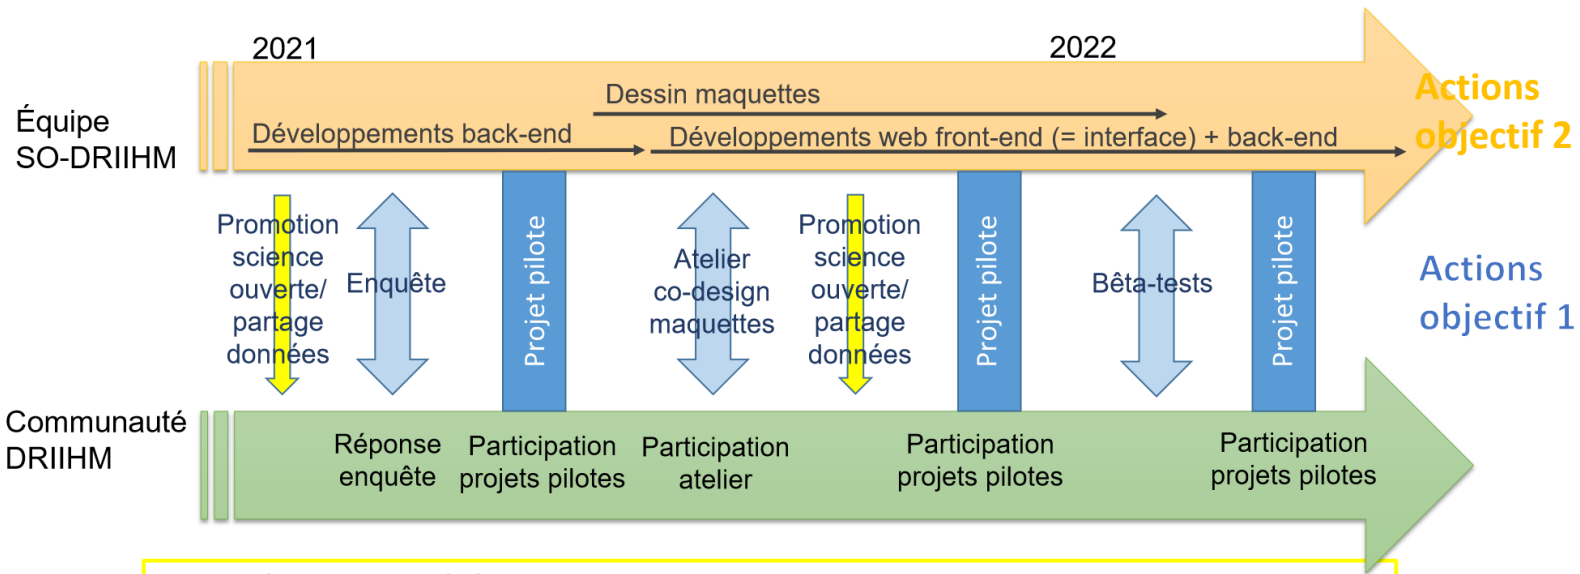 2021
2022
Équipe
SO-DRIIHM
Dessin maquettes
Développements back-end
Développements web front-end (= interface) + back-end
Actions
objectif 2
Promotion
science
ouverte/
partage
données
Enquête
Projet pilote
Atelier
co-design
maquettes
Promotion
science
ouverte/
partage
données
Projet pilote
Bêta-tests
Projet pilote
Actions
objectif 1
Communauté
DRIIHM
Réponse
enquête
Participation
projets pilotes
Participation
atelier
Participation
projets pilotes
Participation
projets pilotes